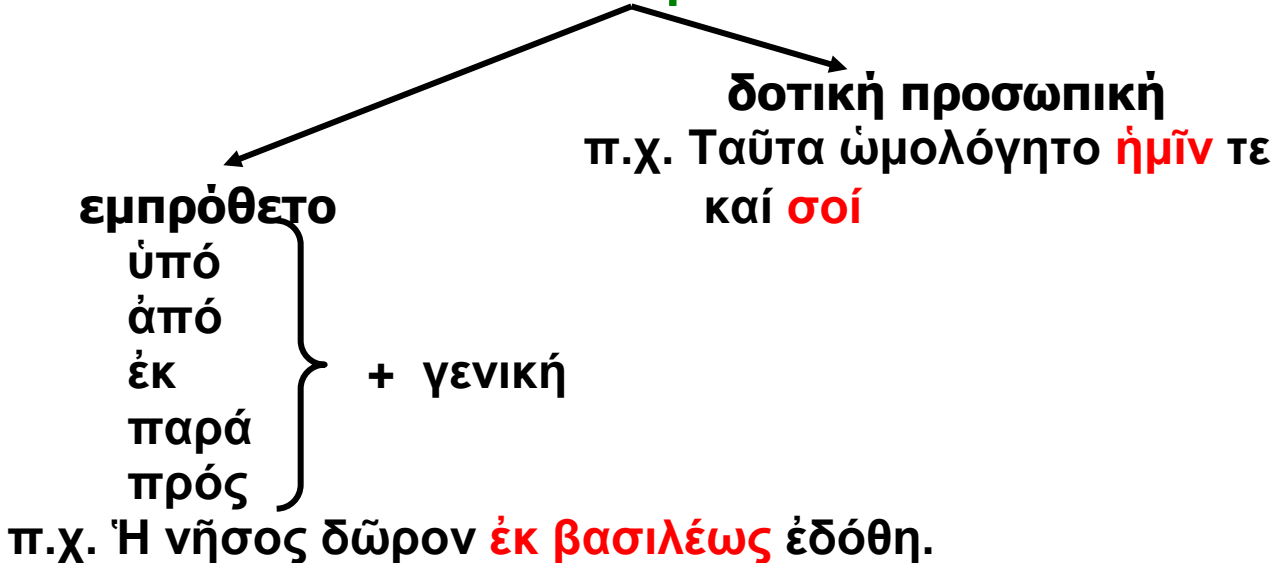 δοτική προσωπική
π.χ. Ταῦτα ὡμολόγητο ἡμῖν τε
καί σοί
εμπρόθετο
ὑπό
ἀπό
ἐκ
παρά
πρός
+ γενική
π.χ. Ἡ νῆσος δῶρον ἐκ βασιλέως ἐδόθη.